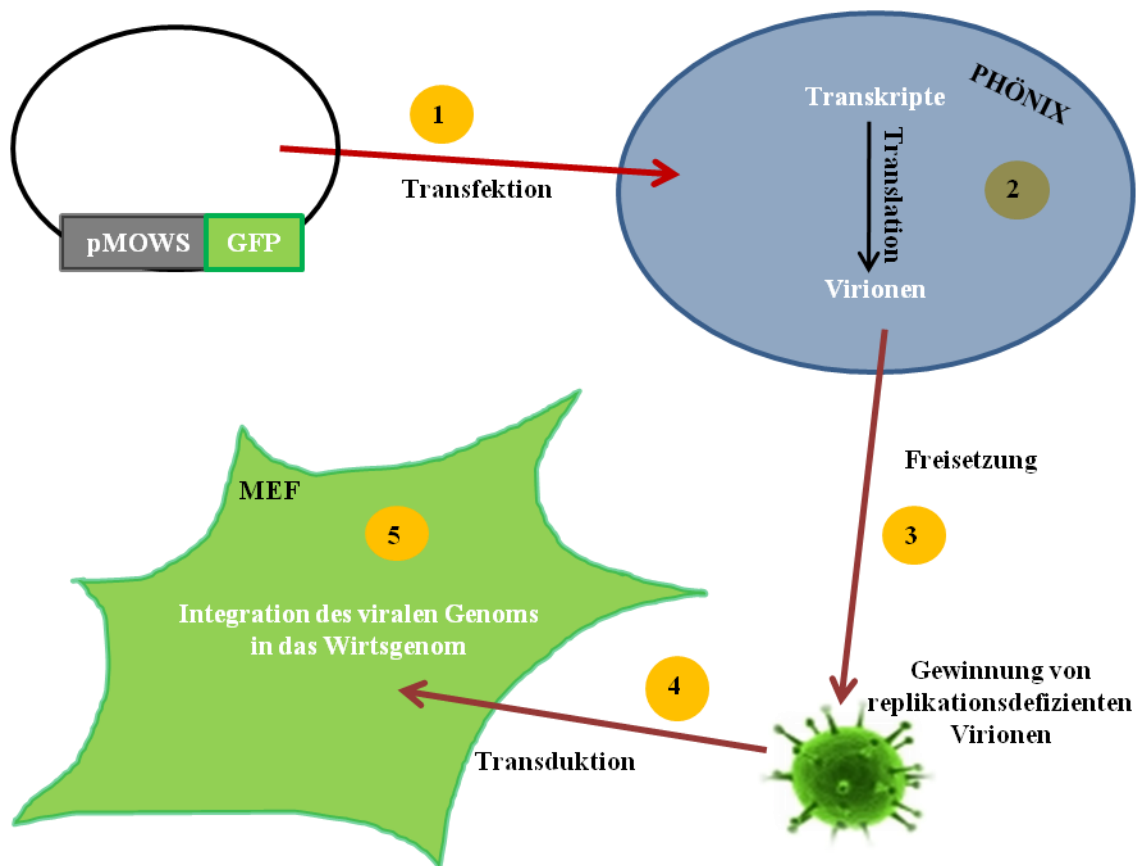 1
Transfektion
pMOWS GFP
PHÖNIX
Transkripte
Translation
2
Virionen
Freisetzung
3
Gewinnung von
replikationsdefizienten
Virionen
4
Transduktion
MEF
5
Integration des viralen Genoms
in das Wirtsgenom